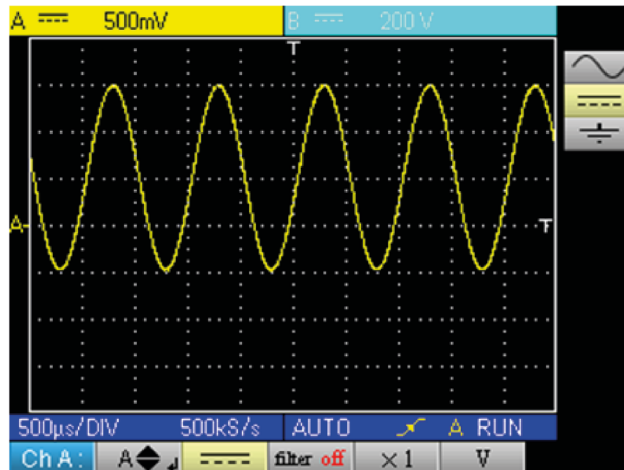 A 500mV B 200 V
T
A
T
500μs/DIV 500kS/s AUTO A RUN
Ch A: A filter off ×1 V